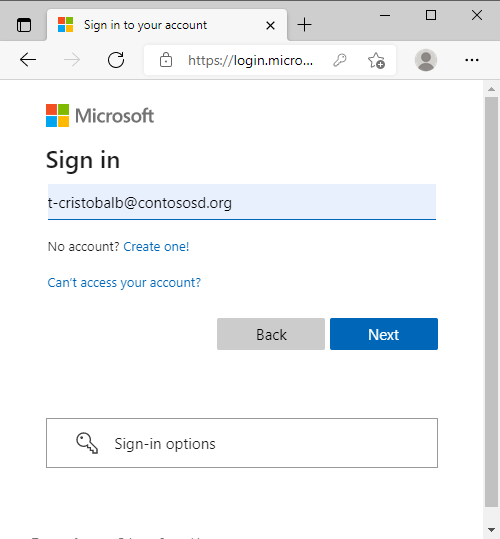 Sign in to your account
https://login.micro...
Microsoft
Sign in
t-cristobalb@contososd.org
No account? Create one!
Can't access your account?
Back
Next
Sign-in options